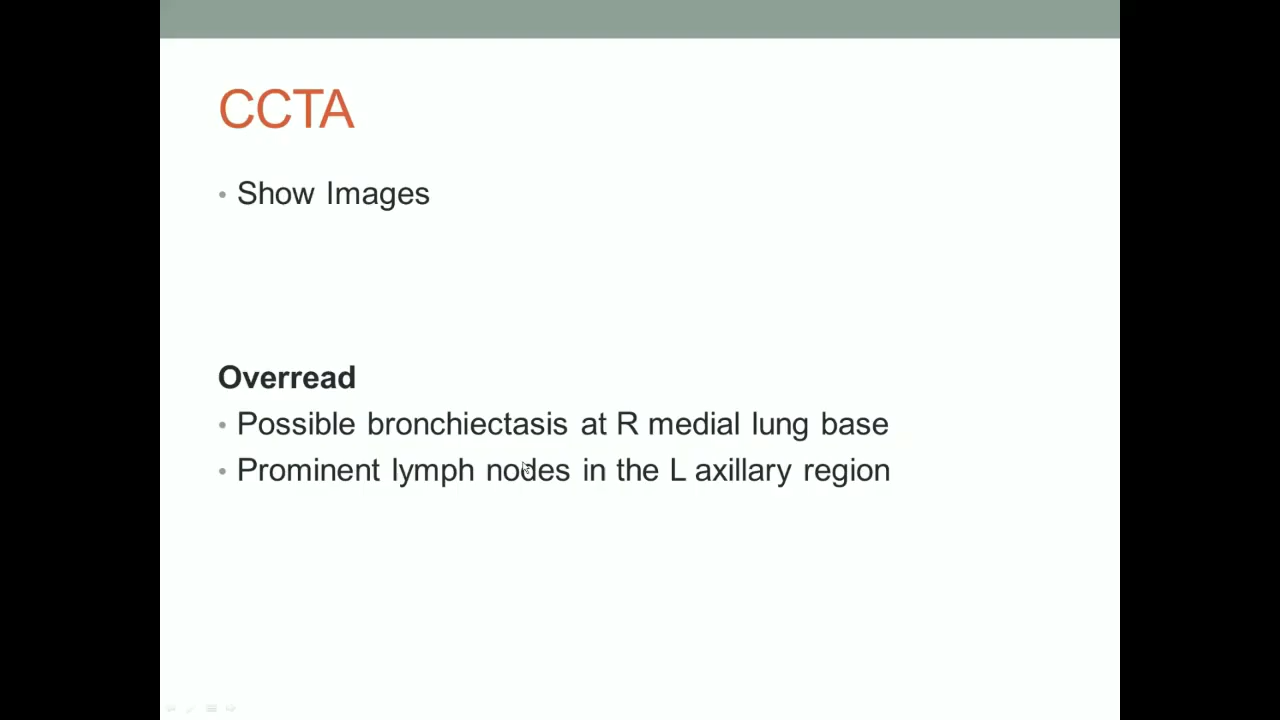 CCTA
• Show Images
Overread
• Possible bronchiectasis at R medial lung base
• Prominent lymph nodes in the L axillary region